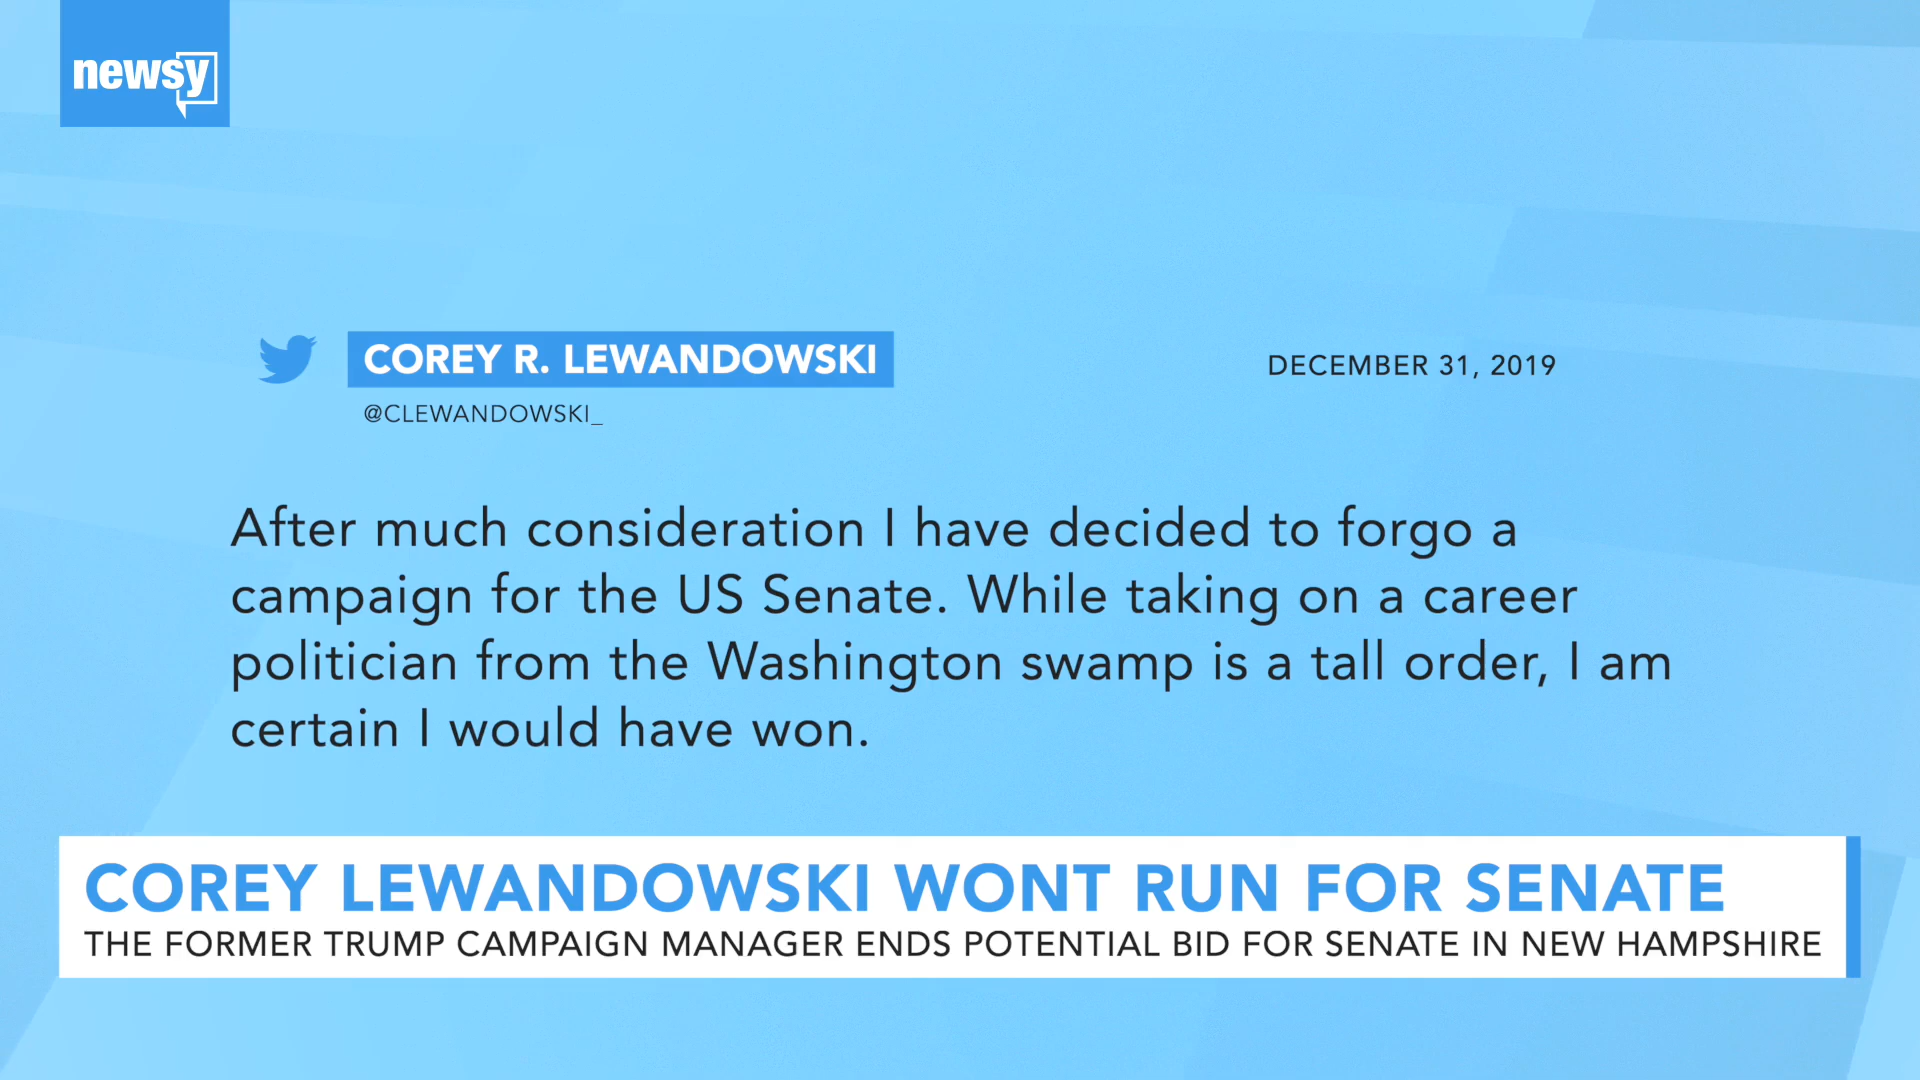 newsy
COREY R. LEWANDOWSKI
DECEMBER 31, 2019
@CLEWANDOWSKI_
After much consideration I have decided to forgo a
campaign for the US Senate. While taking on a career
politician from the Washington swamp is a tall order, I am
certain I would have won.
COREY LEWANDOWSKI WONT RUN FOR SENATE
THE FORMER TRUMP CAMPAIGN MANAGER ENDS POTENTIAL BID FOR SENATE IN NEW HAMPSHIRE